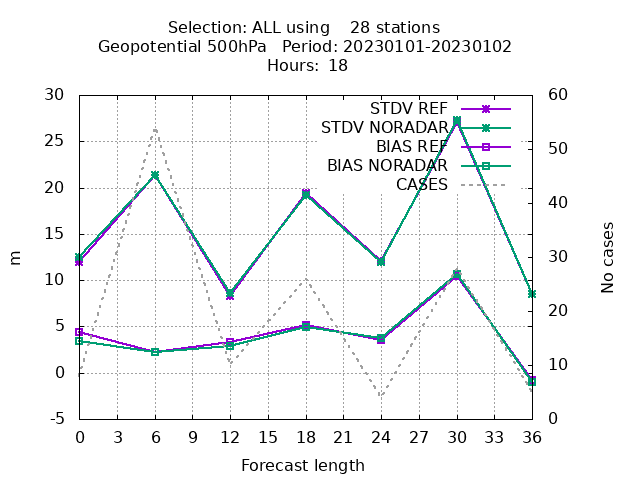 Selection: ALL using    28 stations
Geopotential 500hPa   Period: 20230101-20230102
Hours: 18
30
25
20
15
10
5
0
-5
m
60
50
40
30
20
10
0
No cases
STDV REF
STDV NORADAR
BIAS REF
BIAS NORADAR
CASES
0 3 6 9 12 15 18 21 24 27 30 33 36
Forecast length